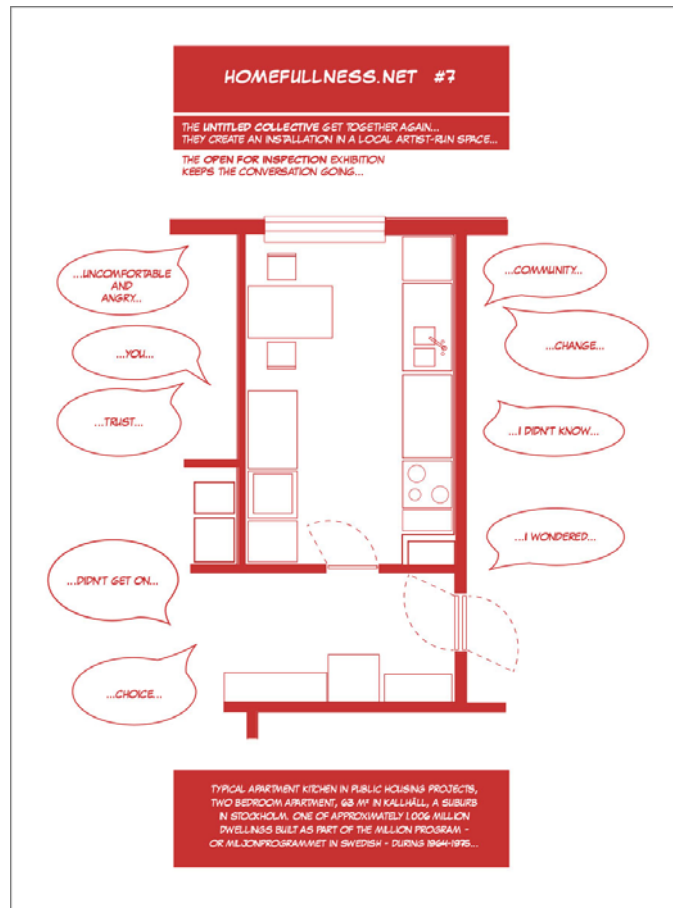 HOMEFULLNESS.NET #7
THE UNTITLED COLLECTIVE GET TOGETHER AGAIN...
THEY CREATE AN INSTALLATION IN A LOCAL ARTIST-RUN SPACE...
THE OPEN FOR INSPECTION EXHIBITION
KEEPS THE CONVERSATION GOING...
...UNCOMFORTABLE
AND
ANGRY...
...YOU...
...TRUST...
...DIDN'T GET ON...
...CHOICE...
...COMMUNITY...
...CHANGE...
...I DIDN'T KNOW...
...I WONDERED...
TYPICAL APARTMENT KITCHEN IN PUBLIC HOUSING PROJECTS,
TWO BEDROOM APARTMENT, 63 M² IN KALLHÄLL, A SUBURB
IN STOCKHOLM. ONE OF APPROXIMATELY 1.006 MILLION
DWELLINGS BUILT AS PART OF THE MILLION PROGRAM -
OR MILJONPROGRAMMET IN SWEDISH - DURING 1964-1975...